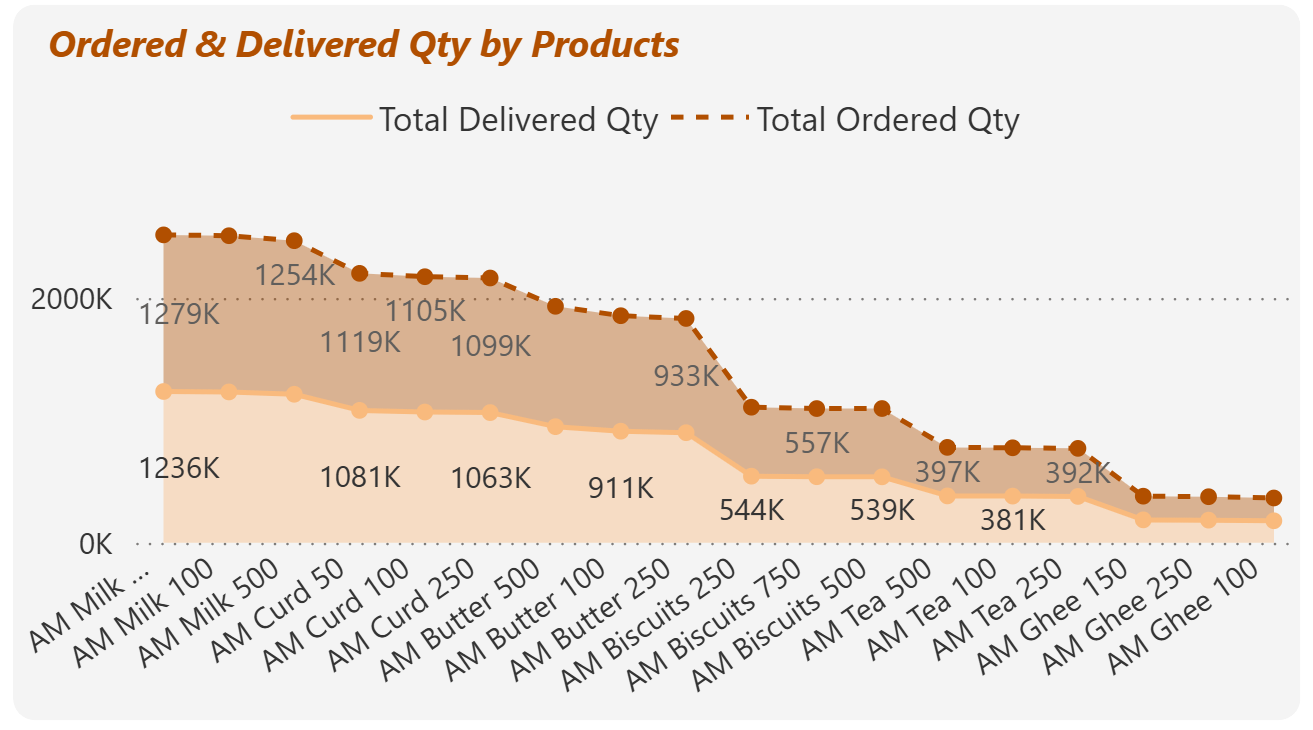 Ordered & Delivered Qty by Products
Total Delivered Qty Total Ordered Qty
1254K
2000K
1279K
1105K
1119K
1099K
933K
557K
1236K
1081K
1063K
911K
397K
392K
544K
539K
381K
0K
AM Milk ...
AM Milk 100
AM Milk 500
AM Curd 50
AM Curd 100
AM Curd 250
AM Butter 500
AM Butter 100
AM Butter 250
AM Biscuits 250
AM Biscuits 750
AM Biscuits 500
AM Tea 500
AM Tea 100
AM Tea 250
AM Ghee 150
AM Ghee 250
AM Ghee 100